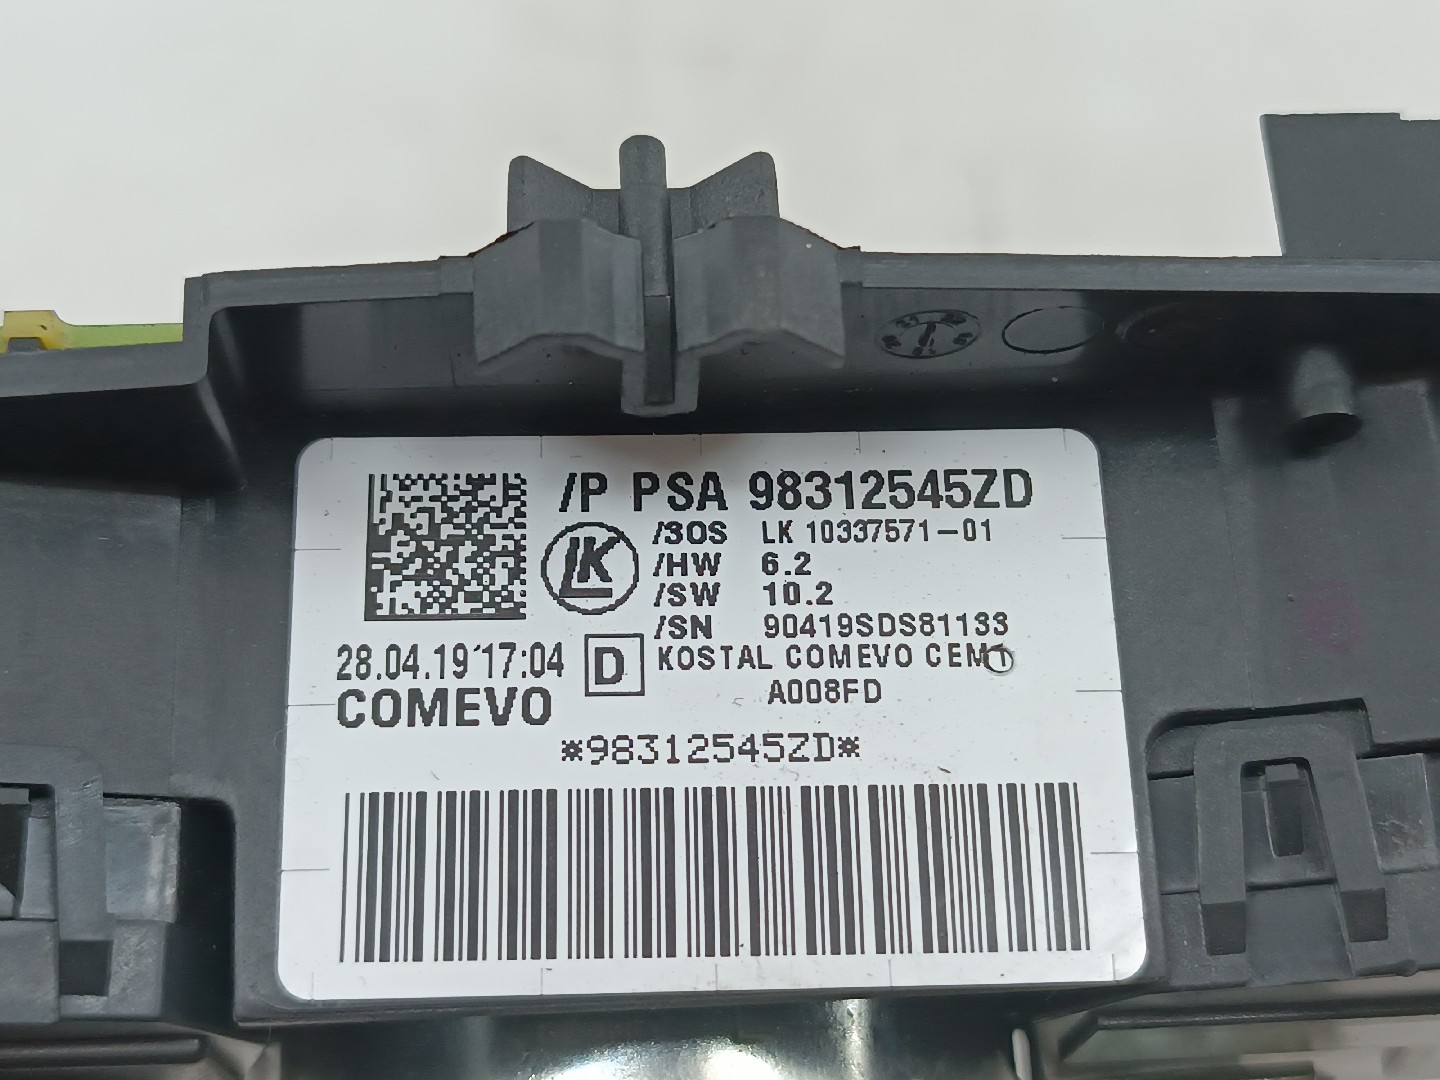 /P PSA 98312545ZD
/3OS LK 10337571-01
LK
/HW 6.2
/SW 10.2
/SN 90419SDS81133
28.04.19 17:04 D KOSTAL COMEVO CEM1
A008FD
COMEVO
*98312545ZD*